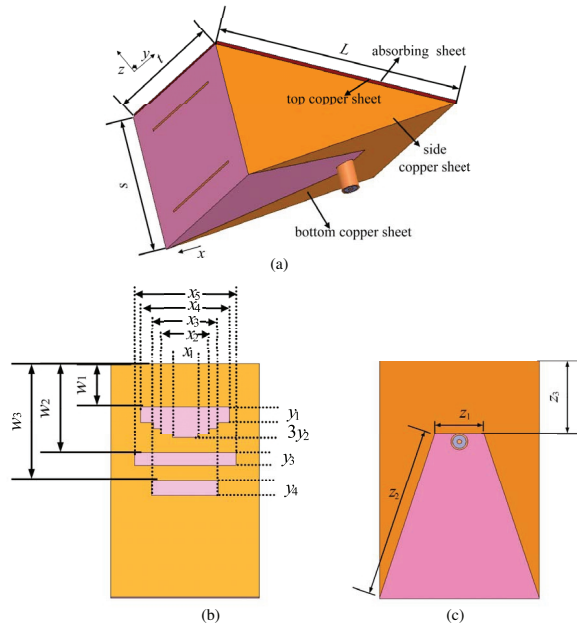 y
t
z
L
absorbing sheet
top copper sheet
side
copper sheet
s
x
bottom copper sheet
(a)
x5
x4
x3
x2
x1
w1
w2
w3
y1
3y2
y3
y4
z1
z2
z3
(b)
(c)